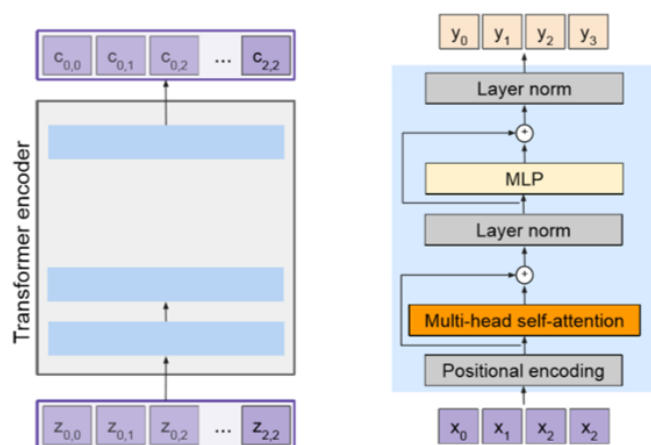 c0,0 c0,1 c0,2 ... c2,2
Transformer encoder
z0,0 z0,1 z0,2 ... z2,2
y0 y1 y2 y3
Layer norm
+
MLP
Layer norm
+
Multi-head self-attention
Positional encoding
x0 x1 x2 x2